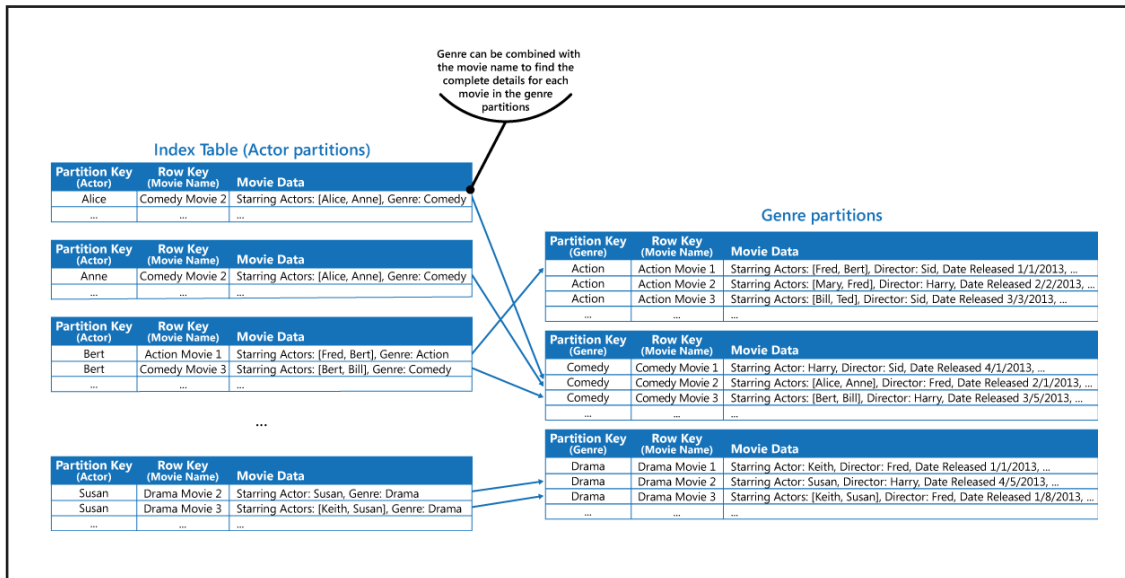 Genre can be combined with
the movie name to find the
complete details for each
movie in the genre
partitions
Index Table (Actor partitions)
Partition Key (Actor) Row Key (Movie Name) Movie Data
Alice Comedy Movie 2 Starring Actors: [Alice, Anne], Genre: Comedy
... ... ...
Partition Key (Actor) Row Key (Movie Name) Movie Data
Anne Comedy Movie 2 Starring Actors: [Alice, Anne], Genre: Comedy
... ... ...
Partition Key (Actor) Row Key (Movie Name) Movie Data
Bert Action Movie 1 Starring Actors: [Fred, Bert], Genre: Action
Bert Comedy Movie 3 Starring Actors: [Bert, Bill], Genre: Comedy
... ... ...
...
Partition Key (Actor) Row Key (Movie Name) Movie Data
Susan Drama Movie 2 Starring Actor: Susan, Genre: Drama
Susan Drama Movie 3 Starring Actors: [Keith, Susan], Genre: Drama
... ... ...
Genre partitions
Partition Key (Genre) Row Key (Movie Name) Movie Data
Action Action Movie 1 Starring Actors: [Fred, Bert], Director: Sid, Date Released 1/1/2013, ...
Action Action Movie 2 Starring Actors: [Mary, Fred], Director: Harry, Date Released 2/2/2013, ...
Action Action Movie 3 Starring Actors: [Bill, Ted], Director: Sid, Date Released 3/3/2013, ...
... ... ...
Partition Key (Genre) Row Key (Movie Name) Movie Data
Comedy Comedy Movie 1 Starring Actor: Harry, Director: Sid, Date Released 4/1/2013, ...
Comedy Comedy Movie 2 Starring Actors: [Alice, Anne], Director: Fred, Date Released 2/1/2013, ...
Comedy Comedy Movie 3 Starring Actors: [Bert, Bill], Director: Harry, Date Released 3/5/2013, ...
... ... ...
Partition Key (Genre) Row Key (Movie Name) Movie Data
Drama Drama Movie 1 Starring Actor: Keith, Director: Fred, Date Released 1/1/2013, ...
Drama Drama Movie 2 Starring Actor: Susan, Director: Harry, Date Released 4/5/2013, ...
Drama Drama Movie 3 Starring Actors: [Keith, Susan], Director: Fred, Date Released 1/8/2013, ...
... ... ...